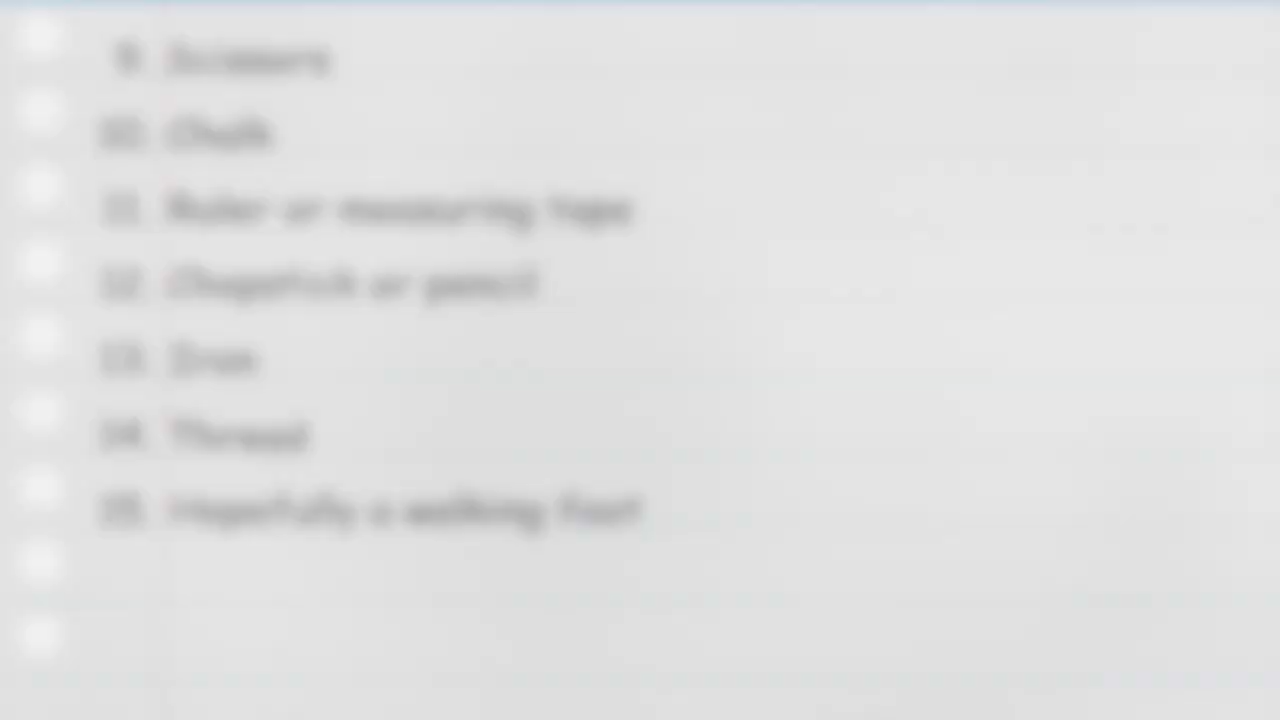 9. Scissors
10. Chalk
11. Ruler or measuring tape
12. Chopstick or pencil
13. Iron
14. Thread
15. Hopefully a walking foot